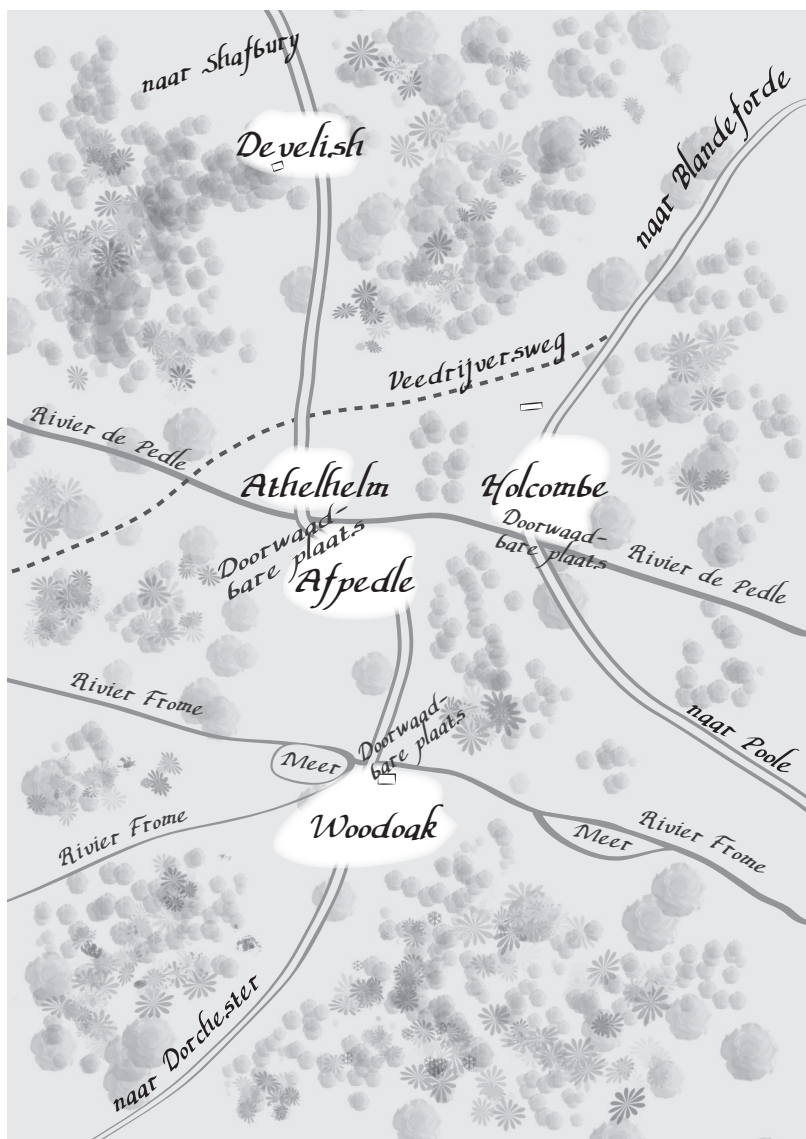 naar Shafbury
Develish
naar Blandeforde
Veedrijversweg
Rivier de Pedle
Athelhelm
Holcombe
Doorwaad-
bare plaats
Doorwaad-
bare plaats
Rivier de Pedle
Afpedle
Rivier Frome
naar Poole
Doorwaad-
bare plaats
Meer
Woodoak
Rivier Frome
Meer
Rivier Frome
naar Dorchester